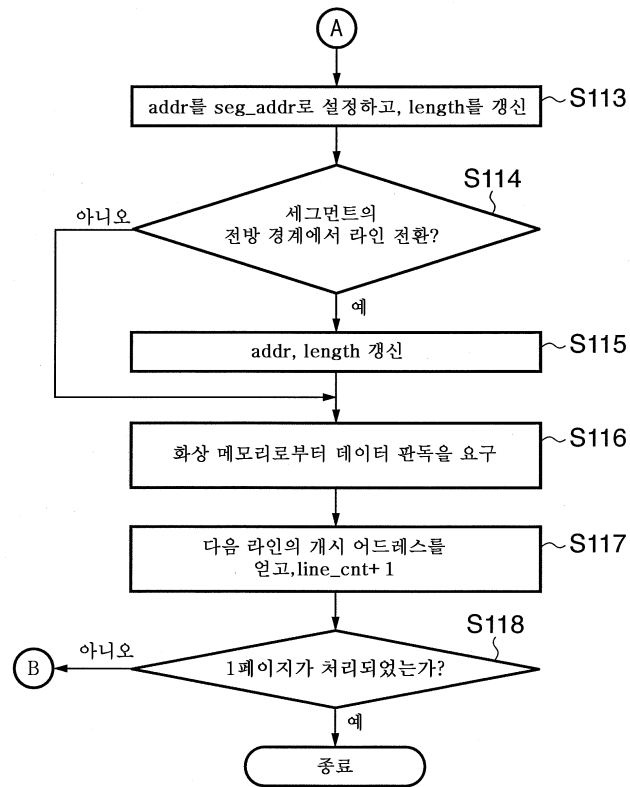 A
addr를 seg_addr로 설정하고, length를 갱신
S113
S114
아니오
세그먼트의
전방 경계에서 라인 전환?
예
addr, length 갱신
S115
화상 메모리로부터 데이터 판독을 요구
S116
다음 라인의 개시 어드레스를
얻고,line_cnt+1
S117
S118
B
아니오
1페이지가 처리되었는가?
예
종료